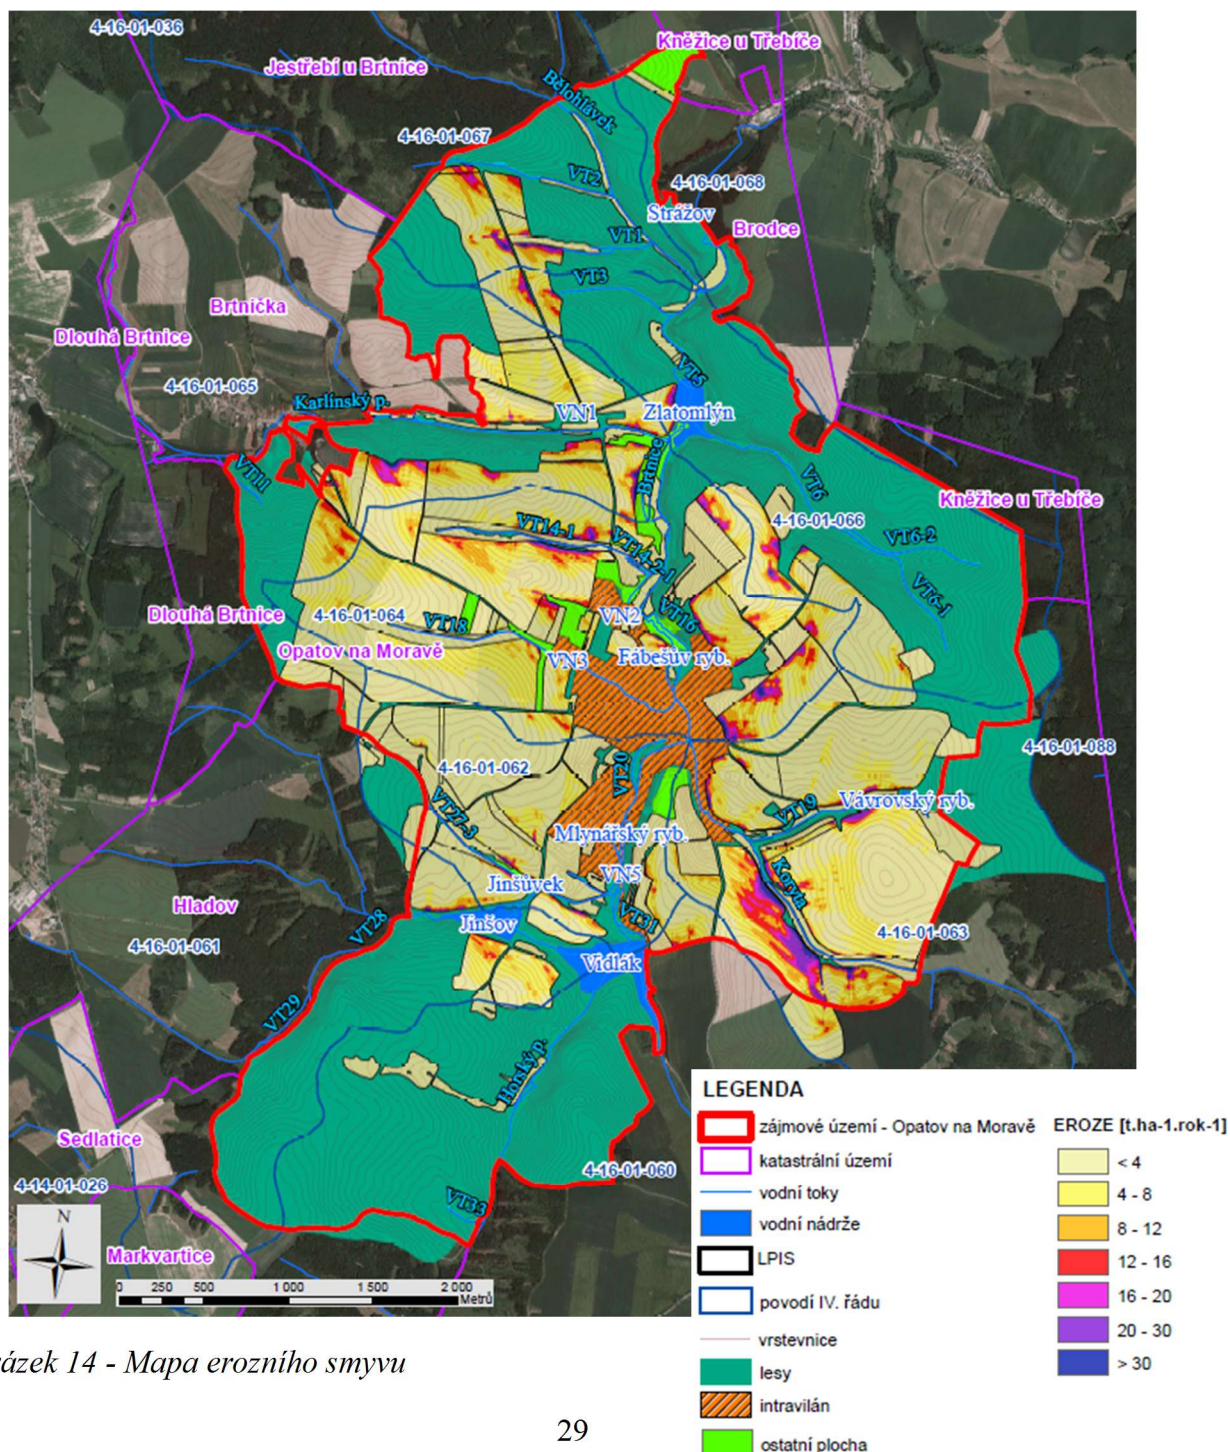 4-16-01-036
Kněžice u Třebíče
Jestřebí u Brtnice
Bělohlávek
4-16-01-067
VT2
4-16-01-068
Strážov
Brodce
VT1
VT3
Brtnička
Dlouhá Brtnice
VT5
4-16-01-065
Karlínský p.
VN1
Zlatomlýn
Brtnice
VT11
VT6
Kněžice u Třebíče
4-16-01-066
VT14-1
VT6-2
VT14-2-1
VT6-1
Dlouhá Brtnice
4-16-01-064
VT18
VN2
VT16
Opatov na Moravě
VN3
Fábešův ryb.
4-16-01-088
4-16-01-062
VT20
VT27-3
VT19
Vávrovský ryb.
Mlynářský ryb.
VN5
Jinšůvek
Koryta
Hladov
VT28
Jinšov
VT31
4-16-01-063
4-16-01-061
Vidlák
VT29
Hofský p.
Sedlatice
4-16-01-060
4-14-01-026
VT33
N
Markvartice
0 250 500 1 000 1 500 2 000
Metrů
LEGENDA
zájmové území - Opatov na Moravě
katastrální území
vodní toky
vodní nádrže
LPIS
povodí IV. řádu
vrstevnice
lesy
intravilán
ostatní plocha
EROZE [t.ha-1.rok-1]
< 4
4 - 8
8 - 12
12 - 16
16 - 20
20 - 30
> 30
ázek 14 - Mapa erozního smyvu
29